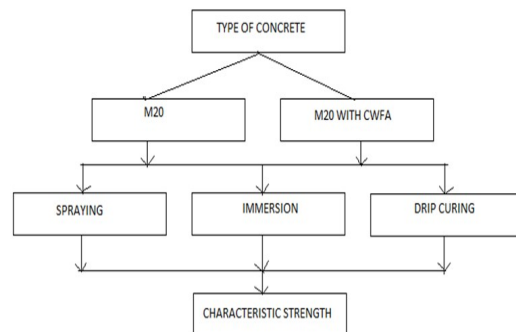 TYPE OF CONCRETE
M20
M20 WITH CWFA
SPRAYING
IMMERSION
DRIP CURING
CHARACTERISTIC STRENGTH